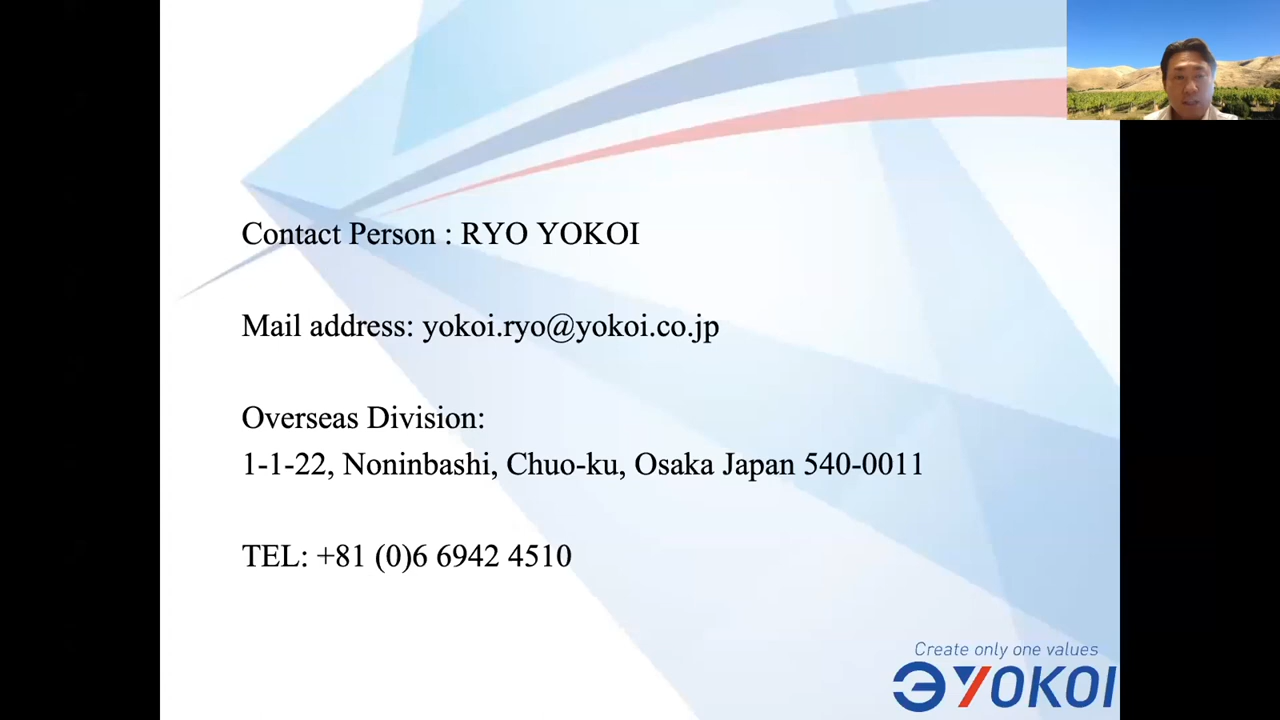 Contact Person : RYO YOKOI
Mail address: yokoi.ryo@yokoi.co.jp
Overseas Division:
1-1-22, Noninbashi, Chuo-ku, Osaka Japan 540-0011
TEL: +81 (0)6 6942 4510
Create only one values
YOKOI